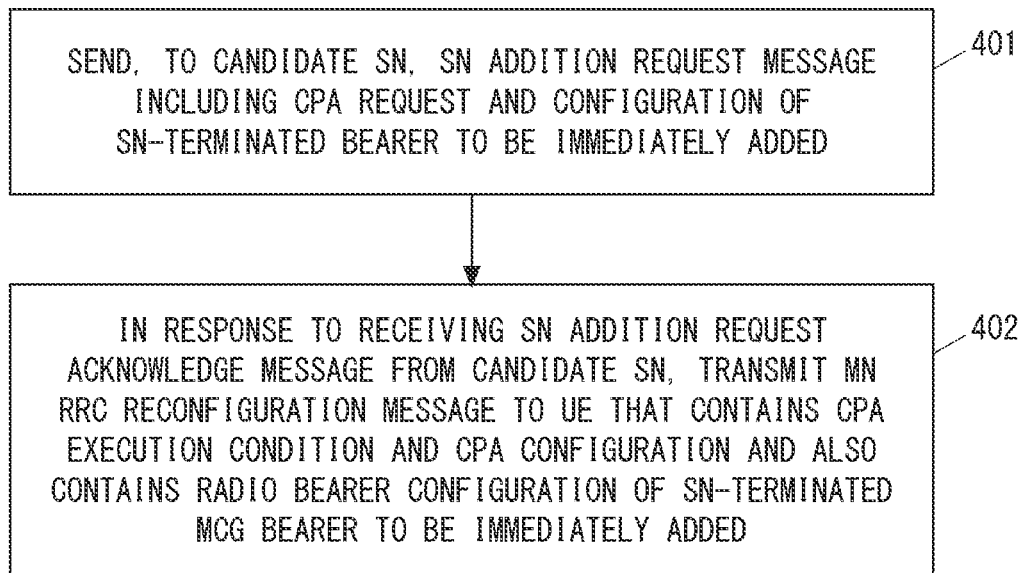 SEND, TO CANDIDATE SN, SN ADDITION REQUEST MESSAGE
INCLUDING CPA REQUEST AND CONFIGURATION OF
SN-TERMINATED BEARER TO BE IMMEDIATELY ADDED
401
IN RESPONSE TO RECEIVING SN ADDITION REQUEST
ACKNOWLEDGE MESSAGE FROM CANDIDATE SN, TRANSMIT MN
RRC RECONFIGURATION MESSAGE TO UE THAT CONTAINS CPA
EXECUTION CONDITION AND CPA CONFIGURATION AND ALSO
CONTAINS RADIO BEARER CONFIGURATION OF SN-TERMINATED
MCG BEARER TO BE IMMEDIATELY ADDED
402